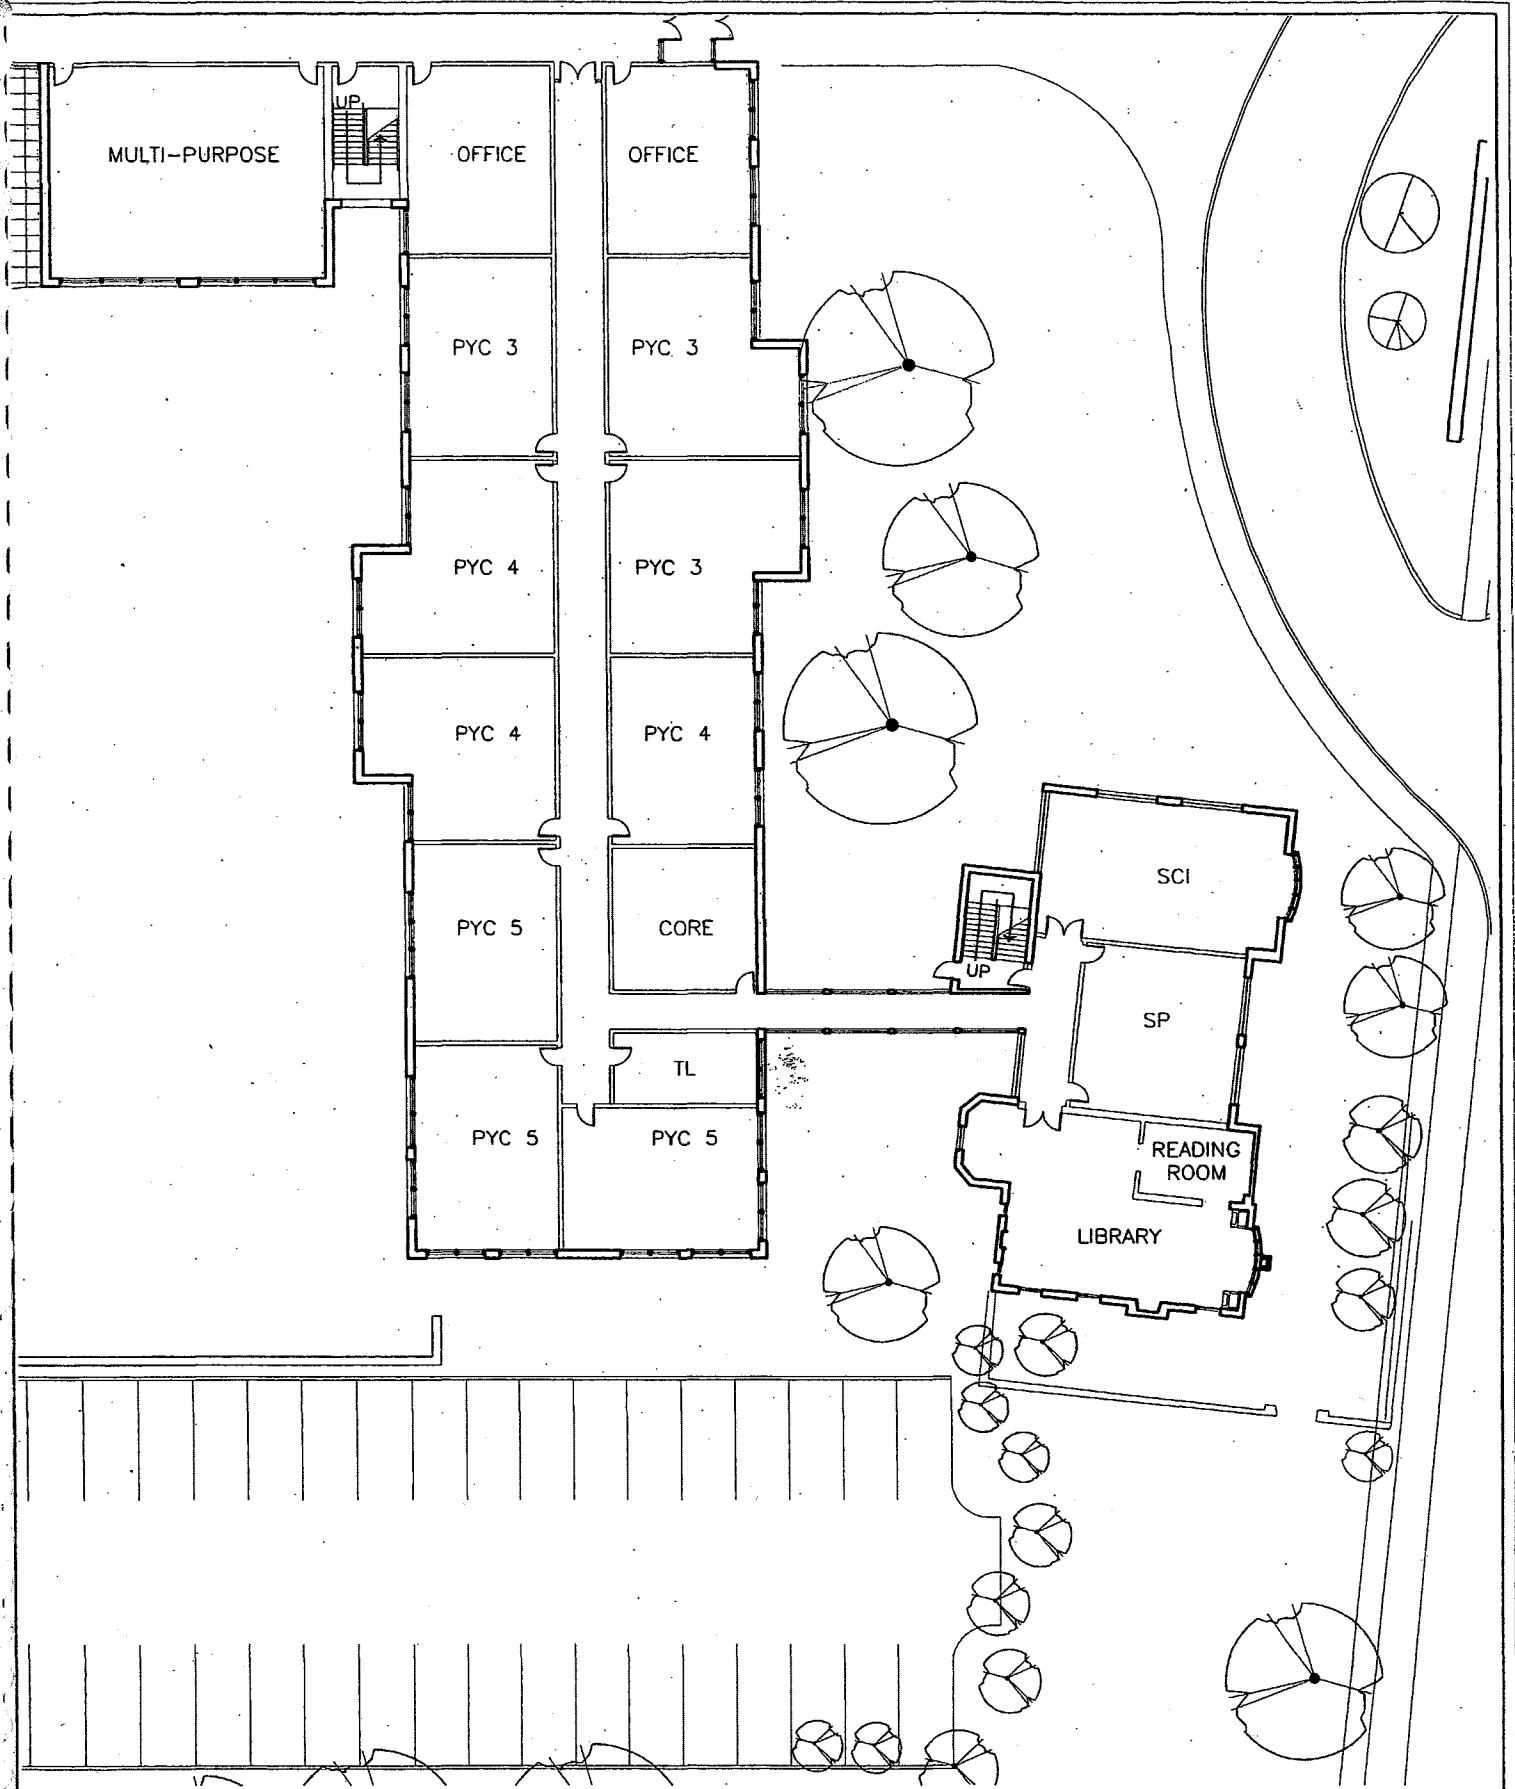 UP
MULTI-PURPOSE
OFFICE
OFFICE
PYC 3
PYC 3
PYC 4
PYC 3
PYC 4
PYC 4
SCI
PYC 5
CORE
UP
SP
TL
PYC 5
PYC 5
READING
ROOM
LIBRARY